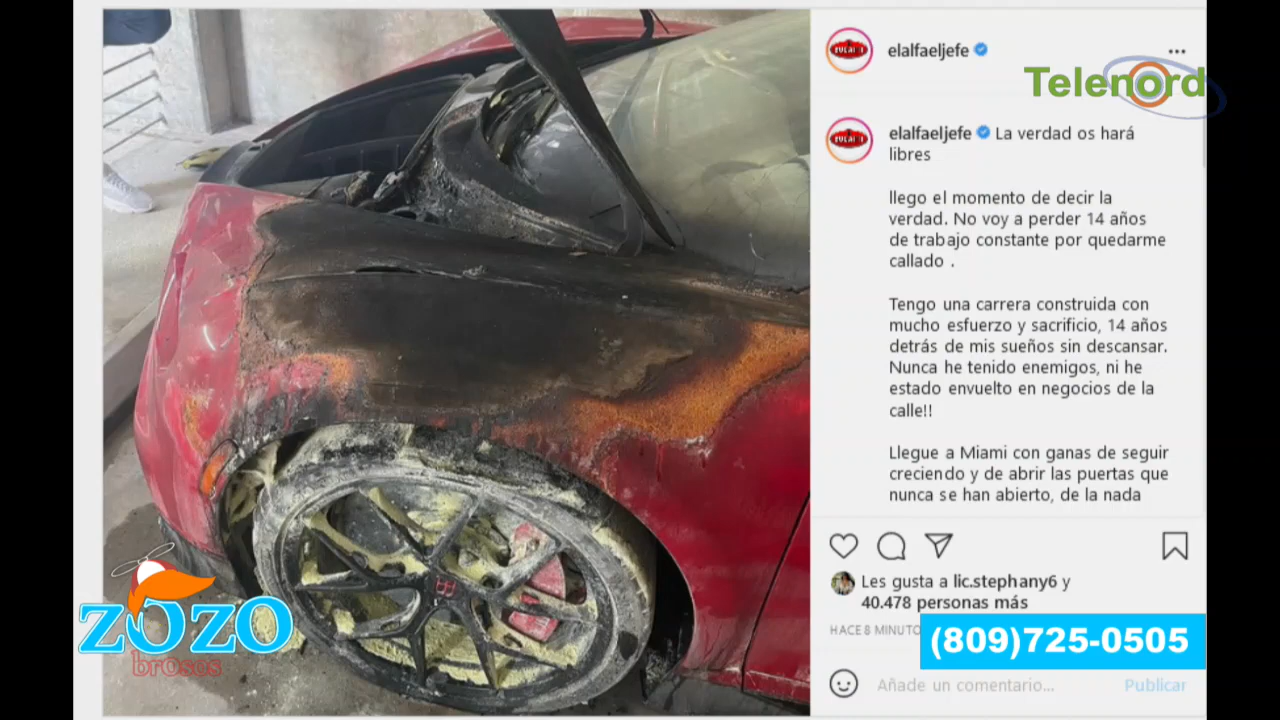 elalfaeljefe
Telenord
elalfaeljefe La verdad os hará
libres
llego el momento de decir la
verdad. No voy a perder 14 años
de trabajo constante por quedarme
callado .
Tengo una carrera construida con
mucho esfuerzo y sacrificio, 14 años
detrás de mis sueños sin descansar.
Nunca he tenido enemigos, ni he
estado envuelto en negocios de la
calle!!
Llegue a Miami con ganas de seguir
creciendo y de abrir las puertas que
nunca se han abierto, de la nada
Les gusta a lic.stephany6 y
40.478 personas más
HACE 8 MINUTO
(809)725-0505
Añade un comentario...
Publicar
ZOZO
brosos